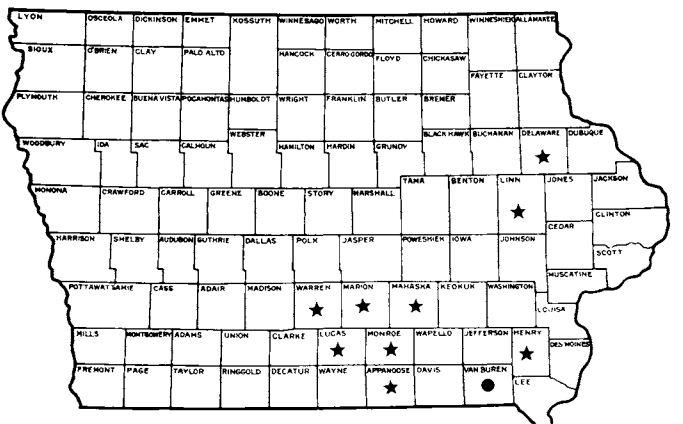 LYON OSCEOLA DICKINSON EMMET KOSSUTH WINNEBAGO WORTH MITCHELL HOWARD WINNESHIEK ALLAMAKEE
SIOUX O'BRIEN CLAY PALO ALTO HANCOCK CERRO GORDO FLOYD CHICKASAW
FAYETTE CLAYTON
PLYMOUTH CHEROKEE BUENA VISTA POCAHONTAS HUMBOLDT WRIGHT FRANKLIN BUTLER BREMER
WEBSTER BLACK HAWK BUCHANAN DELAWARE DUBUQUE
WOODBURY IDA SAC CALHOUN HAMILTON HARDIN GRUNDY
TAMA BENTON LINN JONES JACKSON
MONONA CRAWFORD CARROLL GREENE BOONE STORY MARSHALL
CLINTON
CEDAR
HARRISON SHELBY AUDUBON GUTHRIE DALLAS POLK JASPER POWESHIEK IOWA JOHNSON
SCOTT
MUSCATINE
POTTAWATTAMIE CASS ADAIR MADISON WARREN MARION MAHASKA KEOKUK WASHINGTON
LOUISA
MILLS MONTGOMERY ADAMS UNION CLARKE LUCAS MONROE WAPELLO JEFFERSON HENRY
DES MOINES
FREMONT PAGE TAYLOR RINGGOLD DECATUR WAYNE APPANOOSE DAVIS VAN BUREN
LEE